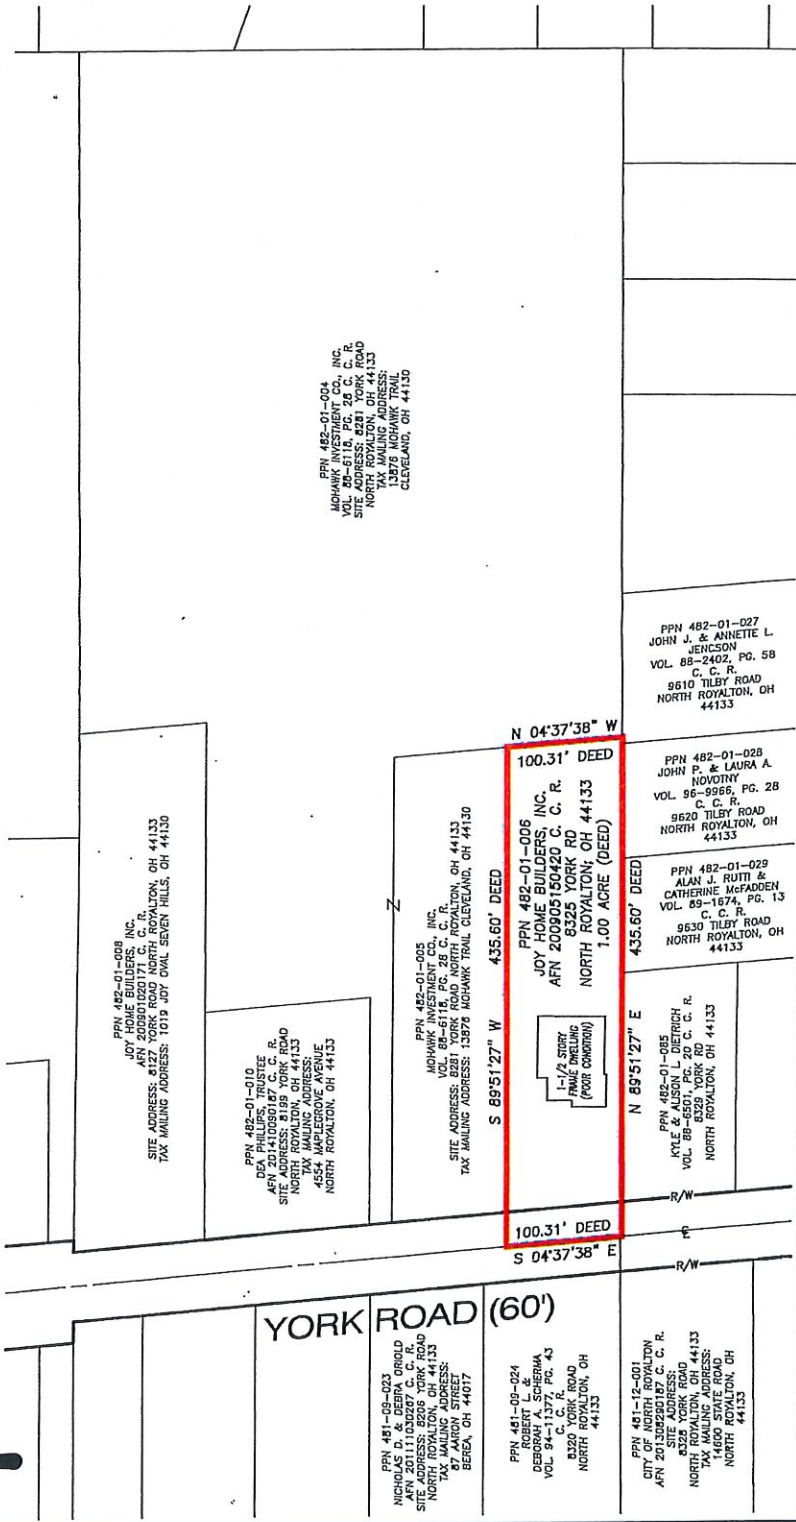 PPN 482-01-004
MOHAWK INVESTMENT CO., INC.
VOL. 88-6118, PG. 28 C. C. R.
SITE ADDRESS: 8281 YORK ROAD
NORTH ROYALTON, OH 44133
TAX MAILING ADDRESS:
13876 MOHAWK TRAIL
CLEVELAND, OH 44130
PPN 482-01-008
JOY HOME BUILDERS, INC.
AFN 200901020171 C. C. R.
SITE ADDRESS: 8127 YORK ROAD NORTH ROYALTON, OH 44133
TAX MAILING ADDRESS: 1019 JOY OVAL SEVEN HILLS, OH 44130
PPN 482-01-010
DEA PHILLIPS, TRUSTEE
AFN 201410090187 C. C. R.
SITE ADDRESS: 8199 YORK ROAD
NORTH ROYALTON, OH 44133
TAX MAILING ADDRESS:
4554 MAPLEGROVE AVENUE
NORTH ROYALTON, OH 44133
Z
PPN 482-01-005
MOHAWK INVESTMENT CO., INC.
VOL. 88-6118, PG. 28 C. C. R.
SITE ADDRESS: 8281 YORK ROAD NORTH ROYALTON, OH 44133
TAX MAILING ADDRESS: 13876 MOHAWK TRAIL CLEVELAND, OH 44130
S 89°51'27" W 435.60' DEED
N 04°37'38" W
100.31' DEED
PPN 482-01-006
JOY HOME BUILDERS, INC.
AFN 200905150420 C. C. R.
8325 YORK RD
NORTH ROYALTON, OH 44133
1.00 ACRE (DEED)
1-1/2 STORY
FRAME DWELLING
(POOR CONDITION)
N 89°51'27" E 435.60' DEED
100.31' DEED
S 04°37'38" E
PPN 482-01-027
JOHN J. & ANNETTE L.
JENCSON
VOL. 88-2402, PG. 58
C. C. R.
9610 TILBY ROAD
NORTH ROYALTON, OH
44133
PPN 482-01-028
JOHN P. & LAURA A.
NOVOTNY
VOL. 96-9966, PG. 28
C. C. R.
9620 TILBY ROAD
NORTH ROYALTON, OH
44133
PPN 482-01-029
ALAN J. RUTTI &
CATHERINE McFADDEN
VOL. 89-1674, PG. 13
C. C. R.
9630 TILBY ROAD
NORTH ROYALTON, OH
44133
PPN 482-01-085
KYLE & ALISON L. DIETRICH
VOL. 88-6501, PG. 20 C. C. R.
8329 YORK RD
NORTH ROYALTON, OH 44133
R/W
℄
R/W
YORK ROAD (60')
PPN 481-09-023
NICHOLAS D. & DEBRA ORIOLD
AFN 201111030287 C. C. R.
SITE ADDRESS: 8206 YORK ROAD
NORTH ROYALTON, OH 44133
TAX MAILING ADDRESS:
87 AARON STREET
BEREA, OH 44017
PPN 481-09-024
ROBERT L. &
DEBORAH A. SCHERMA
VOL. 94-11377, PG. 43
C. C. R.
8320 YORK ROAD
NORTH ROYALTON, OH
44133
PPN 481-12-001
CITY OF NORTH ROYALTON
AFN 201308290187 C. C. R.
SITE ADDRESS:
8328 YORK ROAD
NORTH ROYALTON, OH 44133
TAX MAILING ADDRESS:
14600 STATE ROAD
NORTH ROYALTON, OH
44133